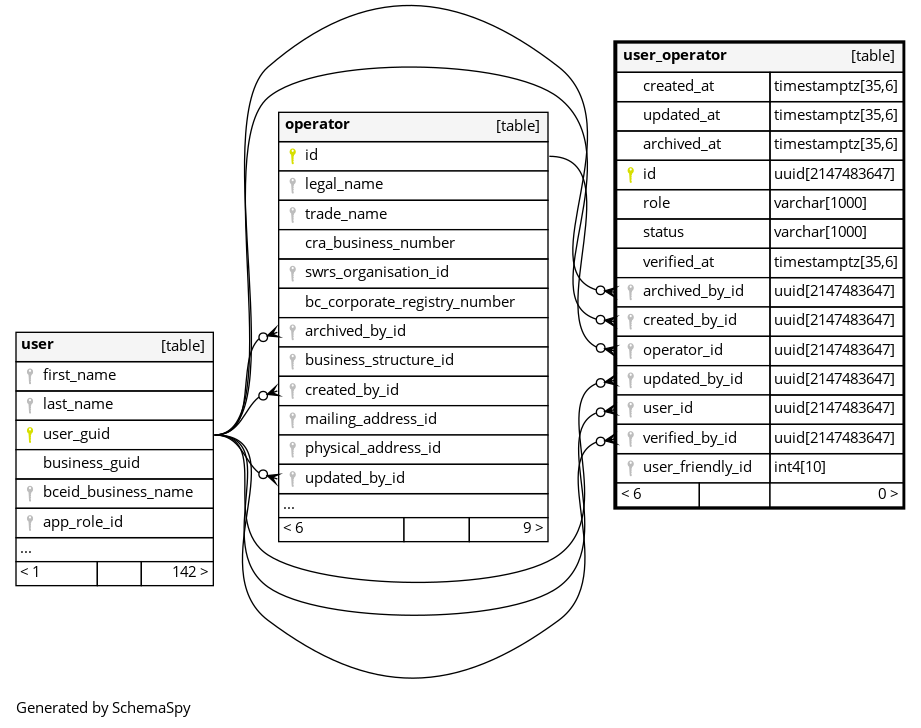 user [table]
first_name
last_name
user_guid
business_guid
bceid_business_name
app_role_id
...
< 1 142 >
operator [table]
id
legal_name
trade_name
cra_business_number
swrs_organisation_id
bc_corporate_registry_number
archived_by_id
business_structure_id
created_by_id
mailing_address_id
physical_address_id
updated_by_id
...
< 6 9 >
user_operator [table]
created_at timestamptz[35,6]
updated_at timestamptz[35,6]
archived_at timestamptz[35,6]
id uuid[2147483647]
role varchar[1000]
status varchar[1000]
verified_at timestamptz[35,6]
archived_by_id uuid[2147483647]
created_by_id uuid[2147483647]
operator_id uuid[2147483647]
updated_by_id uuid[2147483647]
user_id uuid[2147483647]
verified_by_id uuid[2147483647]
user_friendly_id int4[10]
< 6 0 >
Generated by SchemaSpy